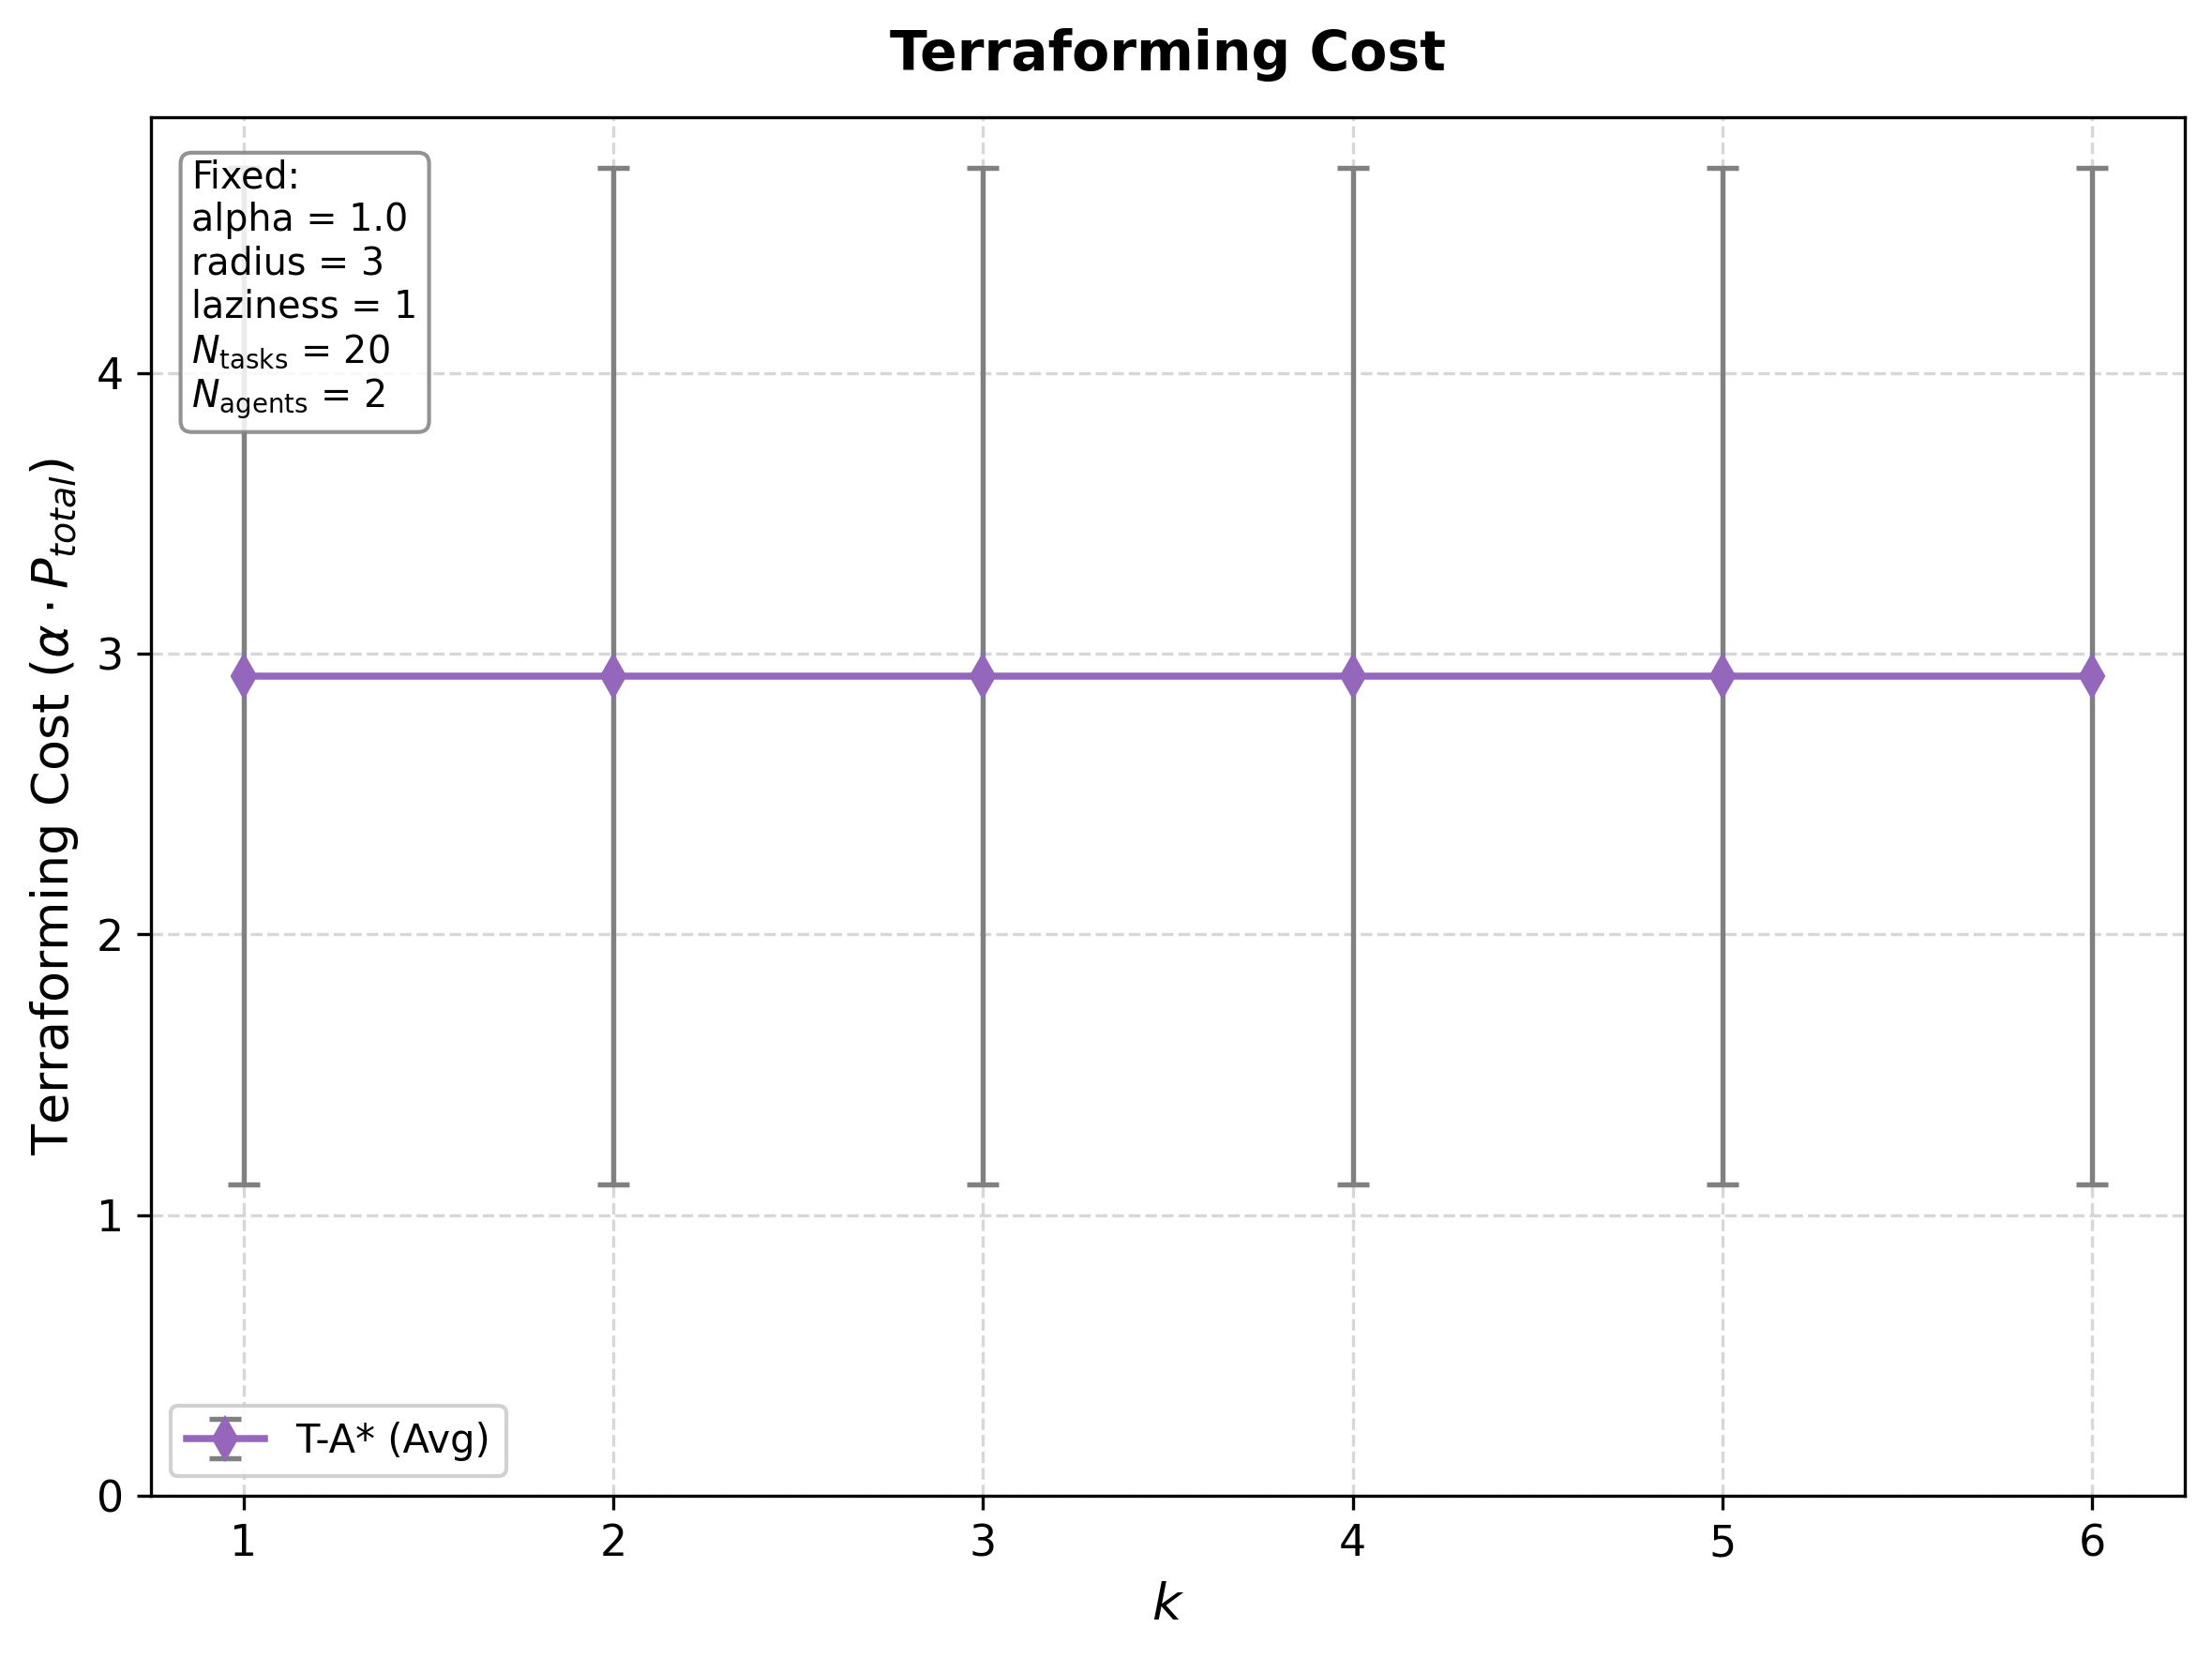 Terraforming Cost
Fixed:
alpha = 1.0
radius = 3
laziness = 1
N_tasks = 20
N_agents = 2
Terraforming Cost (α · P_total)
4
3
2
1
0
T-A* (Avg)
1 2 3 4 5 6
k